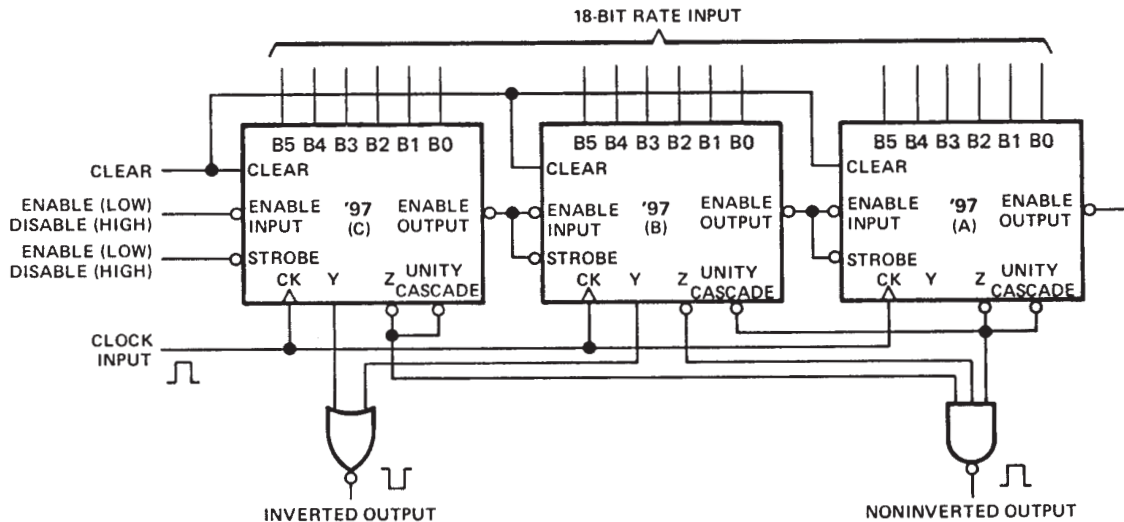 18-BIT RATE INPUT
B5 B4 B3 B2 B1 B0
B5 B4 B3 B2 B1 B0
B5 B4 B3 B2 B1 B0
CLEAR
CLEAR
CLEAR
CLEAR
ENABLE (LOW)
DISABLE (HIGH)
ENABLE
INPUT
'97
(C)
ENABLE
OUTPUT
ENABLE
INPUT
'97
(B)
ENABLE
OUTPUT
ENABLE
INPUT
'97
(A)
ENABLE
OUTPUT
ENABLE (LOW)
DISABLE (HIGH)
STROBE
STROBE
STROBE
CK Y Z UNITY
CASCADE
CK Y Z UNITY
CASCADE
CK Y Z UNITY
CASCADE
CLOCK
INPUT
INVERTED OUTPUT
NONINVERTED OUTPUT